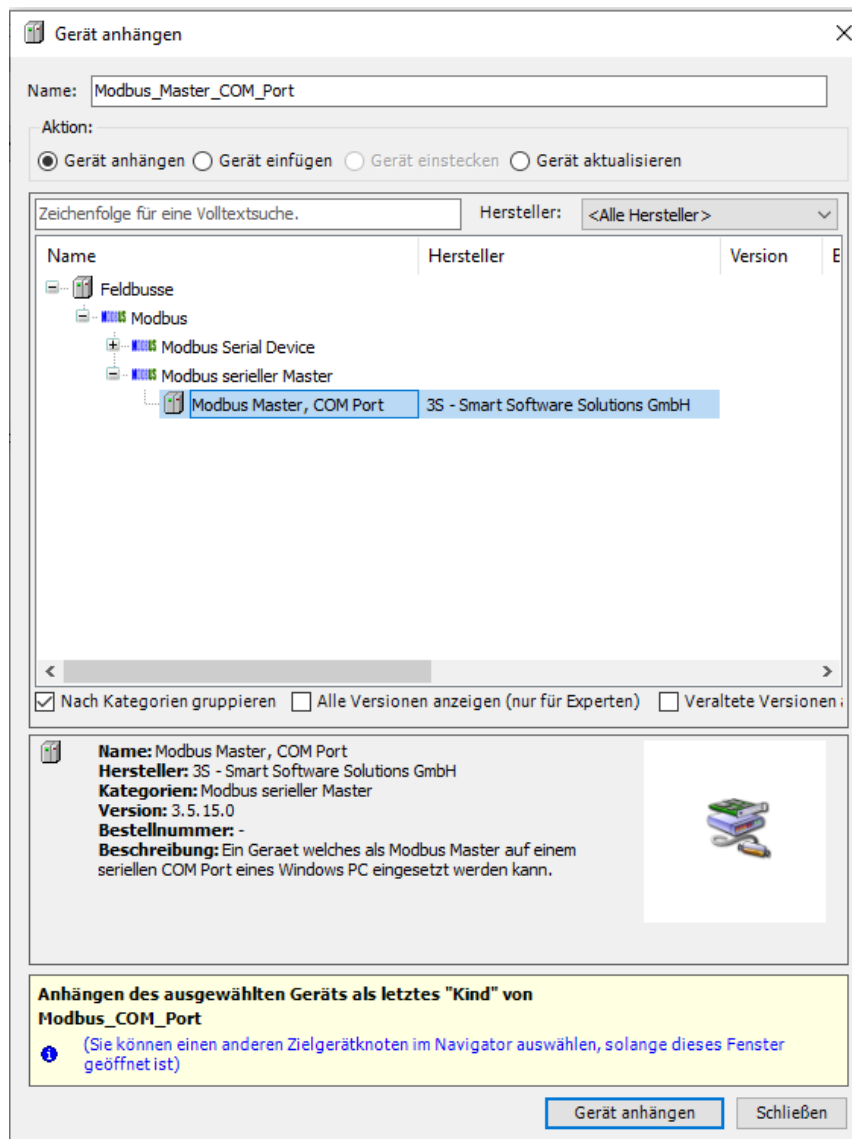 Gerät anhängen
Name: Modbus_Master_COM_Port
Aktion:
Gerät anhängen Gerät einfügen Gerät einstecken Gerät aktualisieren
Zeichenfolge für eine Volltextsuche. Hersteller: <Alle Hersteller>
Name Hersteller Version E
Feldbusse
Modbus
Modbus Serial Device
Modbus serieller Master
Modbus Master, COM Port 3S - Smart Software Solutions GmbH
Nach Kategorien gruppieren Alle Versionen anzeigen (nur für Experten) Veraltete Versionen
Name: Modbus Master, COM Port
Hersteller: 3S - Smart Software Solutions GmbH
Kategorien: Modbus serieller Master
Version: 3.5.15.0
Bestellnummer: -
Beschreibung: Ein Geraet welches als Modbus Master auf einem
seriellen COM Port eines Windows PC eingesetzt werden kann.
Anhängen des ausgewählten Geräts als letztes "Kind" von
Modbus_COM_Port
(Sie können einen anderen Zielgerätknoten im Navigator auswählen, solange dieses Fenster
geöffnet ist)
Gerät anhängen Schließen